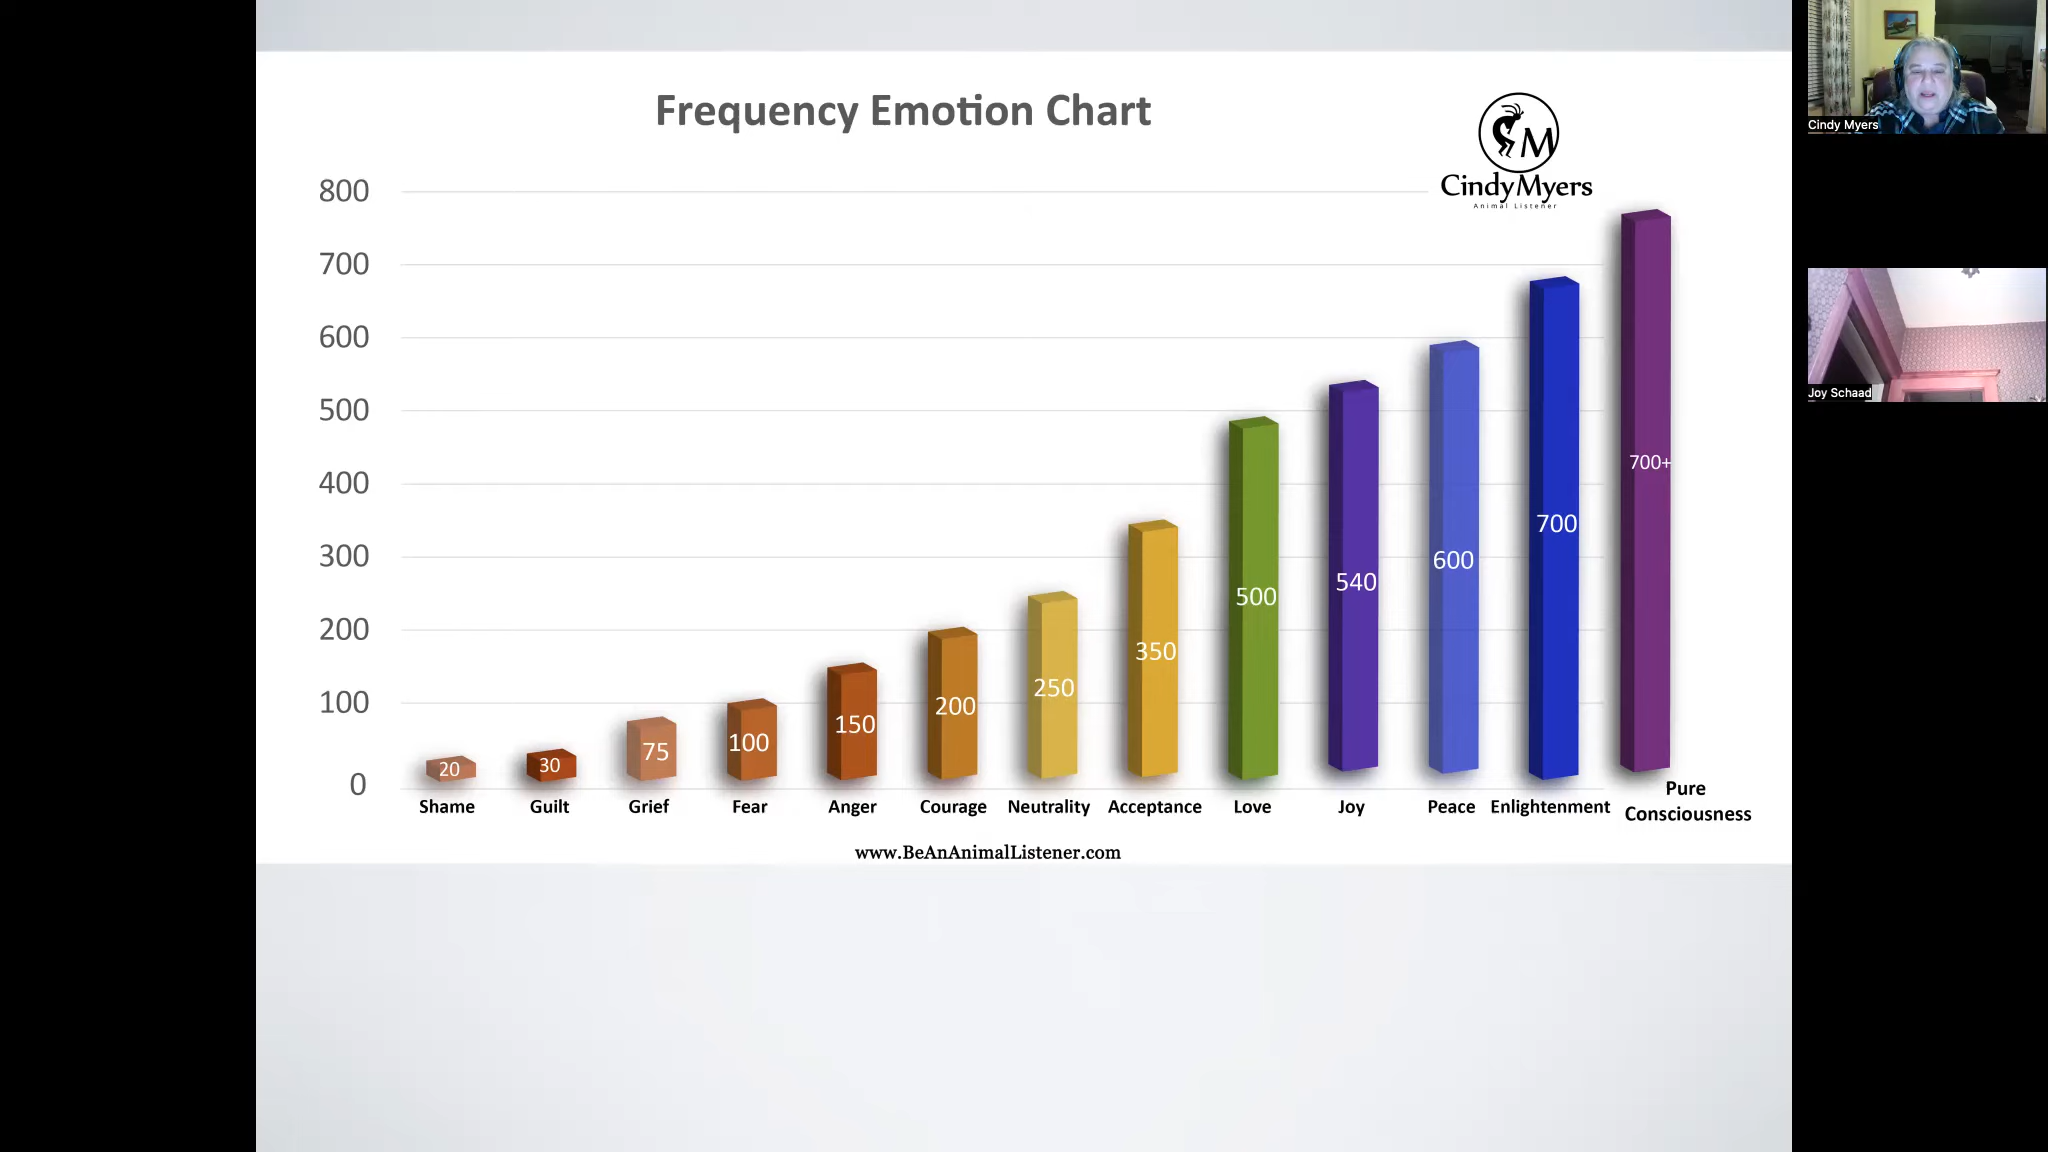 Frequency Emotion Chart
M
CindyMyers
Animal Listener
800
700
600
500
400
300
200
100
0
20
30
75
100
150
200
250
350
500
540
600
700
700+
Shame
Guilt
Grief
Fear
Anger
Courage
Neutrality
Acceptance
Love
Joy
Peace
Enlightenment
Pure
Consciousness
www.BeAnAnimalListener.com
Cindy Myers
Joy Schaad